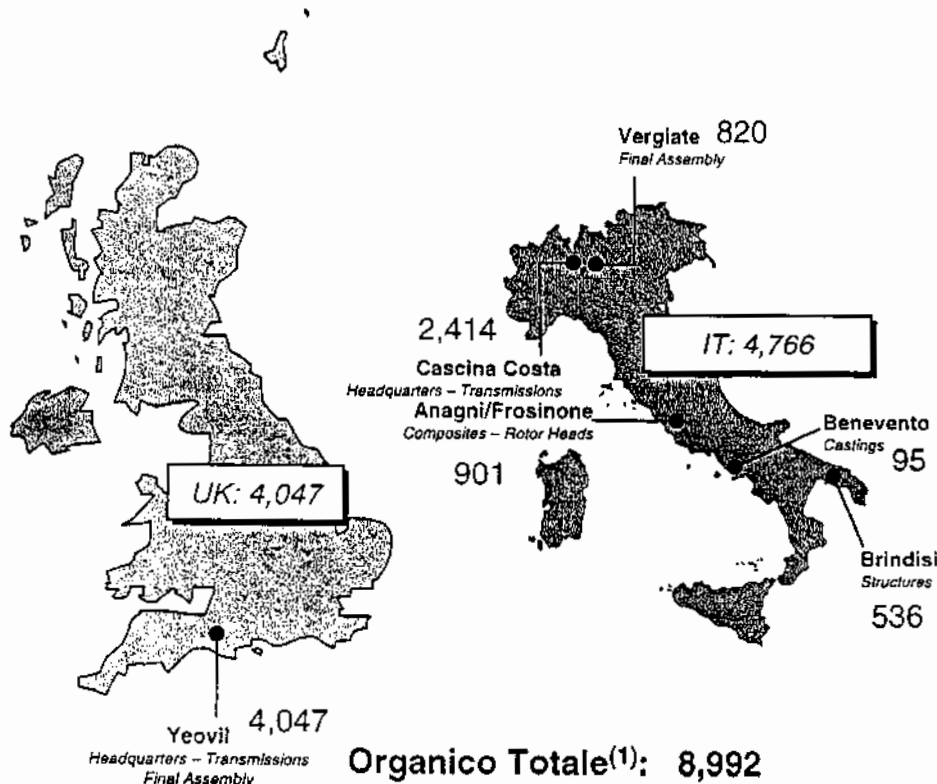 Vergiate 820
Final Assembly
2,414
Cascina Costa
Headquarters – Transmissions
Anagni/Frosinone
Composites – Rotor Heads
901
IT: 4,766
Benevento
Castings 95
Brindisi
Structures
536
UK: 4,047
Yeovil 4,047
Headquarters – Transmissions
Final Assembly
Organico Totale(1): 8,992